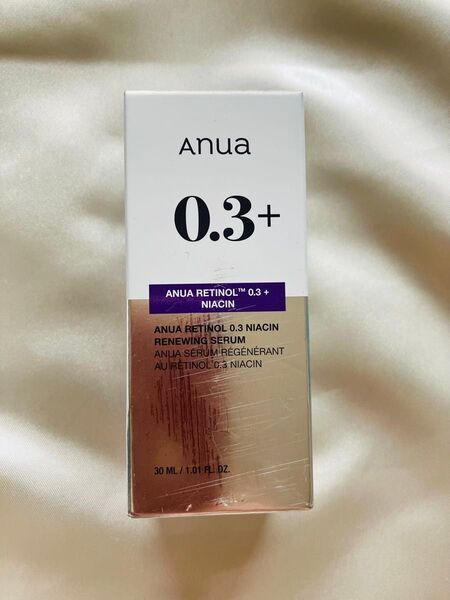 Anua
0.3+
ANUA RETINOL™ 0.3 +
NIACIN
ANUA RETINOL 0.3 NIACIN
RENEWING SERUM
ANUA SÉRUM RÉGÉNÉRANT
AU RÉTINOL 0.3 NIACIN
30 ML / 1.01 FL. OZ.